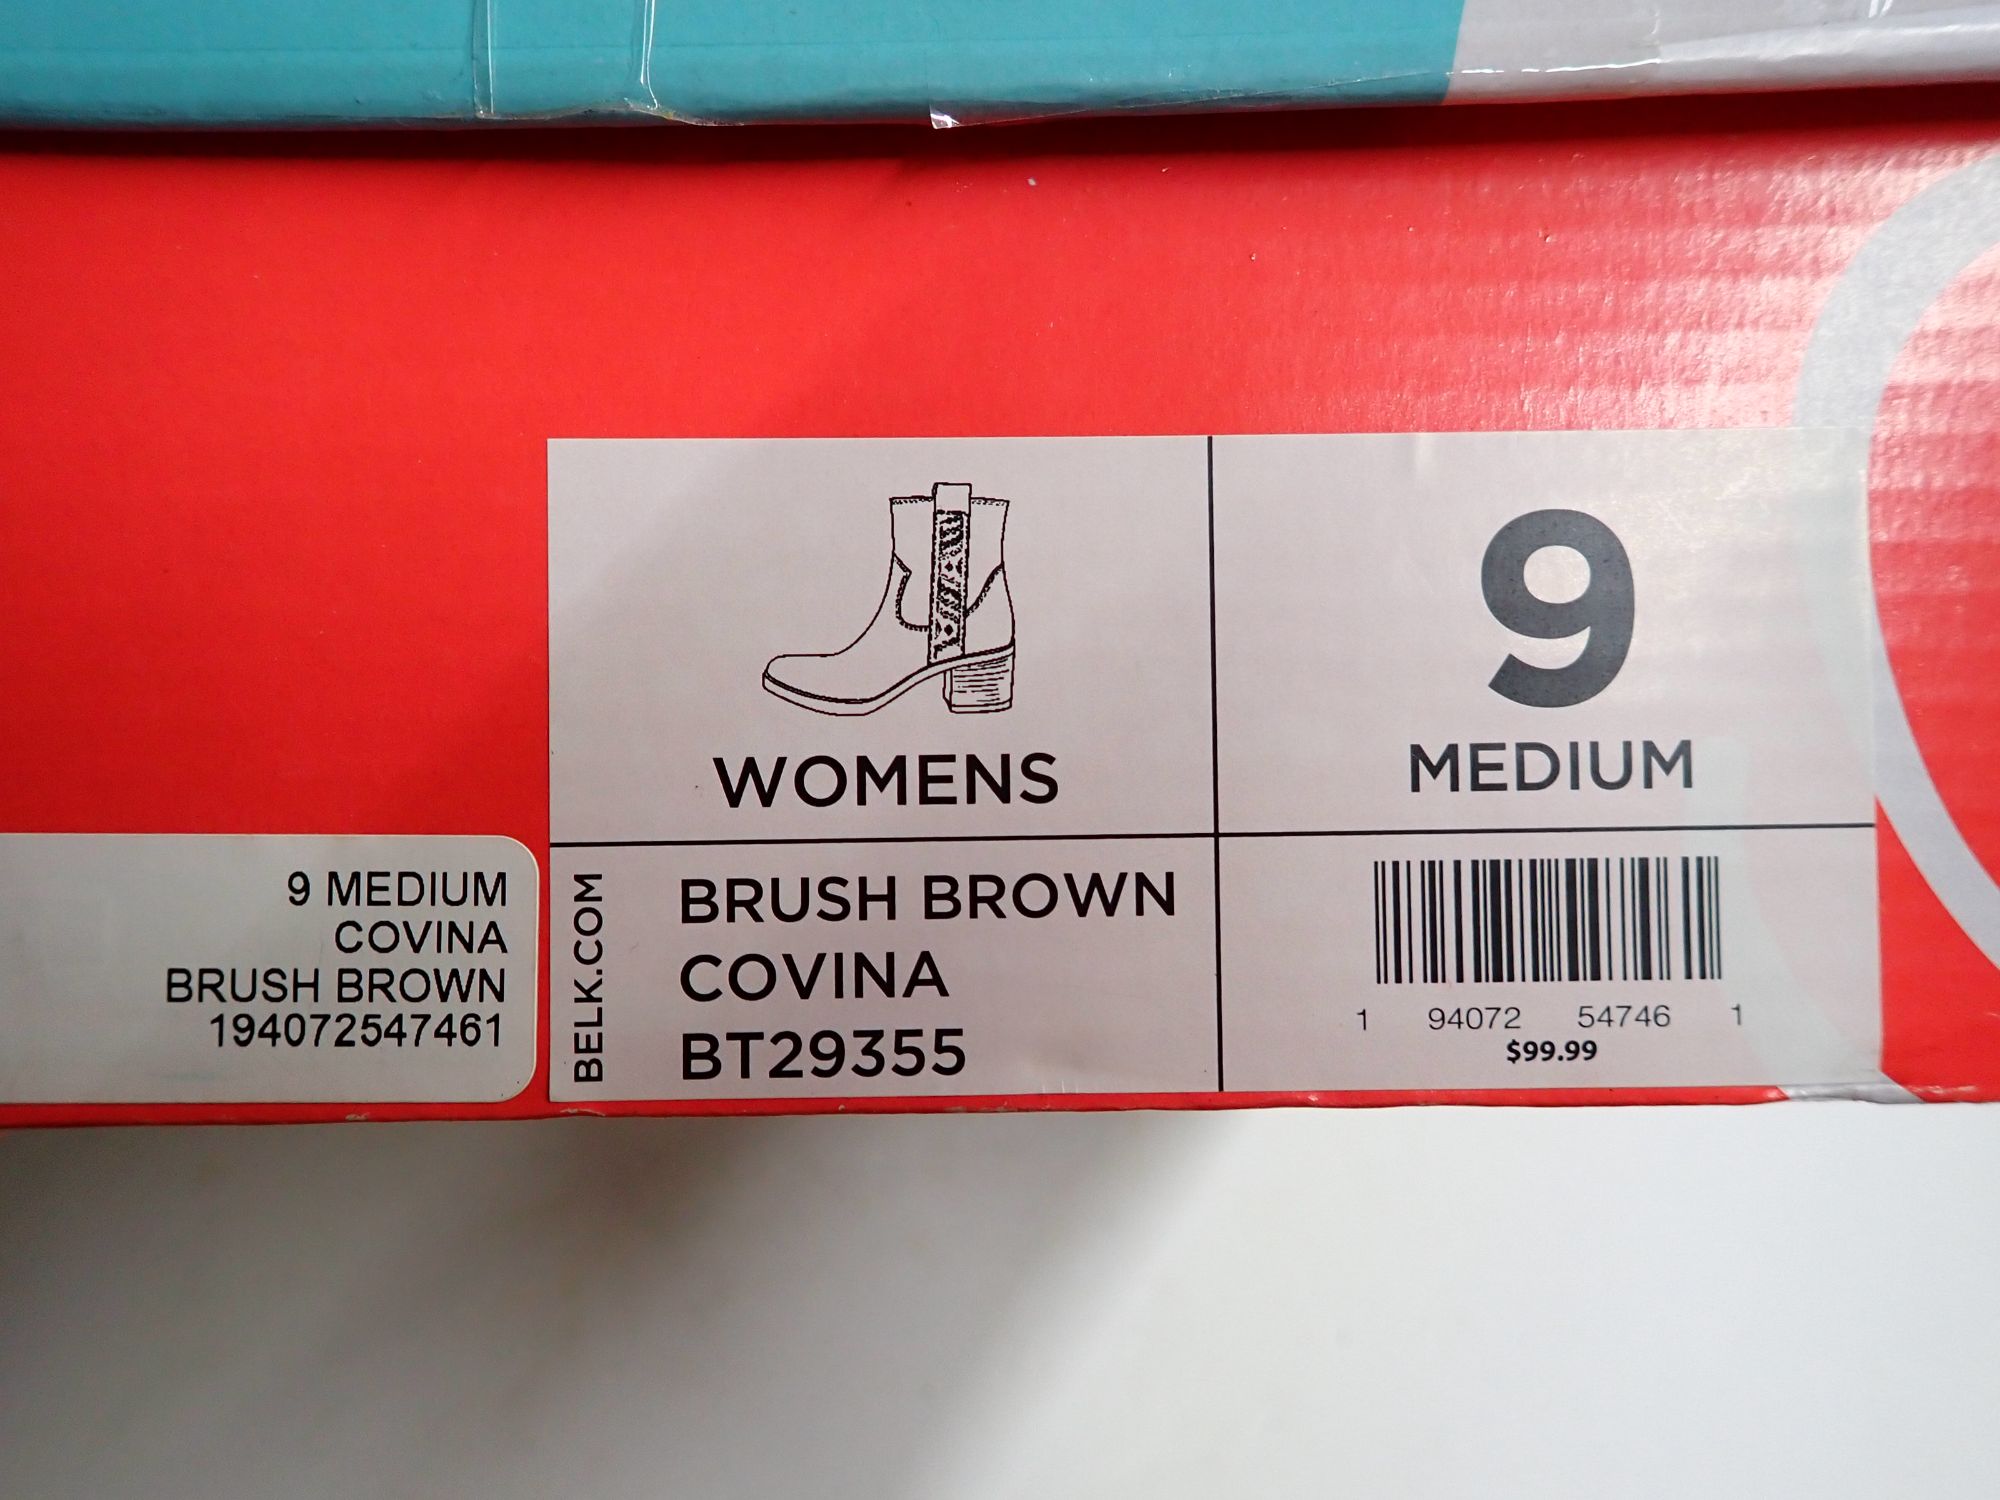 9
WOMENS
MEDIUM
9 MEDIUM
COVINA
BRUSH BROWN
194072547461
BELK.COM
BRUSH BROWN
COVINA
BT29355
1 94072 54746 1
$99.99